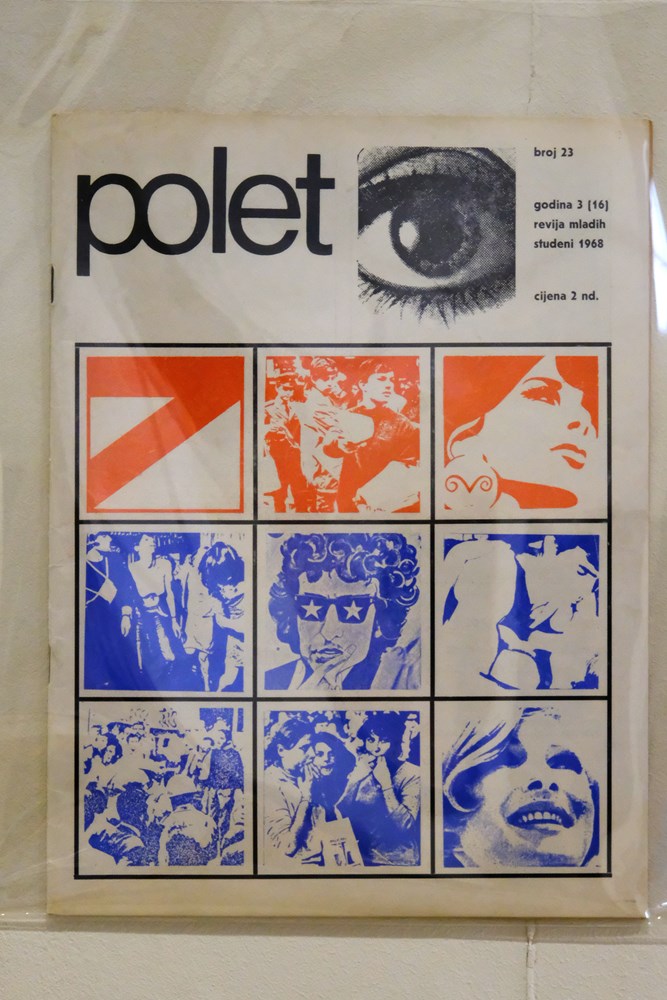 polet
broj 23
godina 3 (16)
revija mladih
studeni 1968
cijena 2 nd.